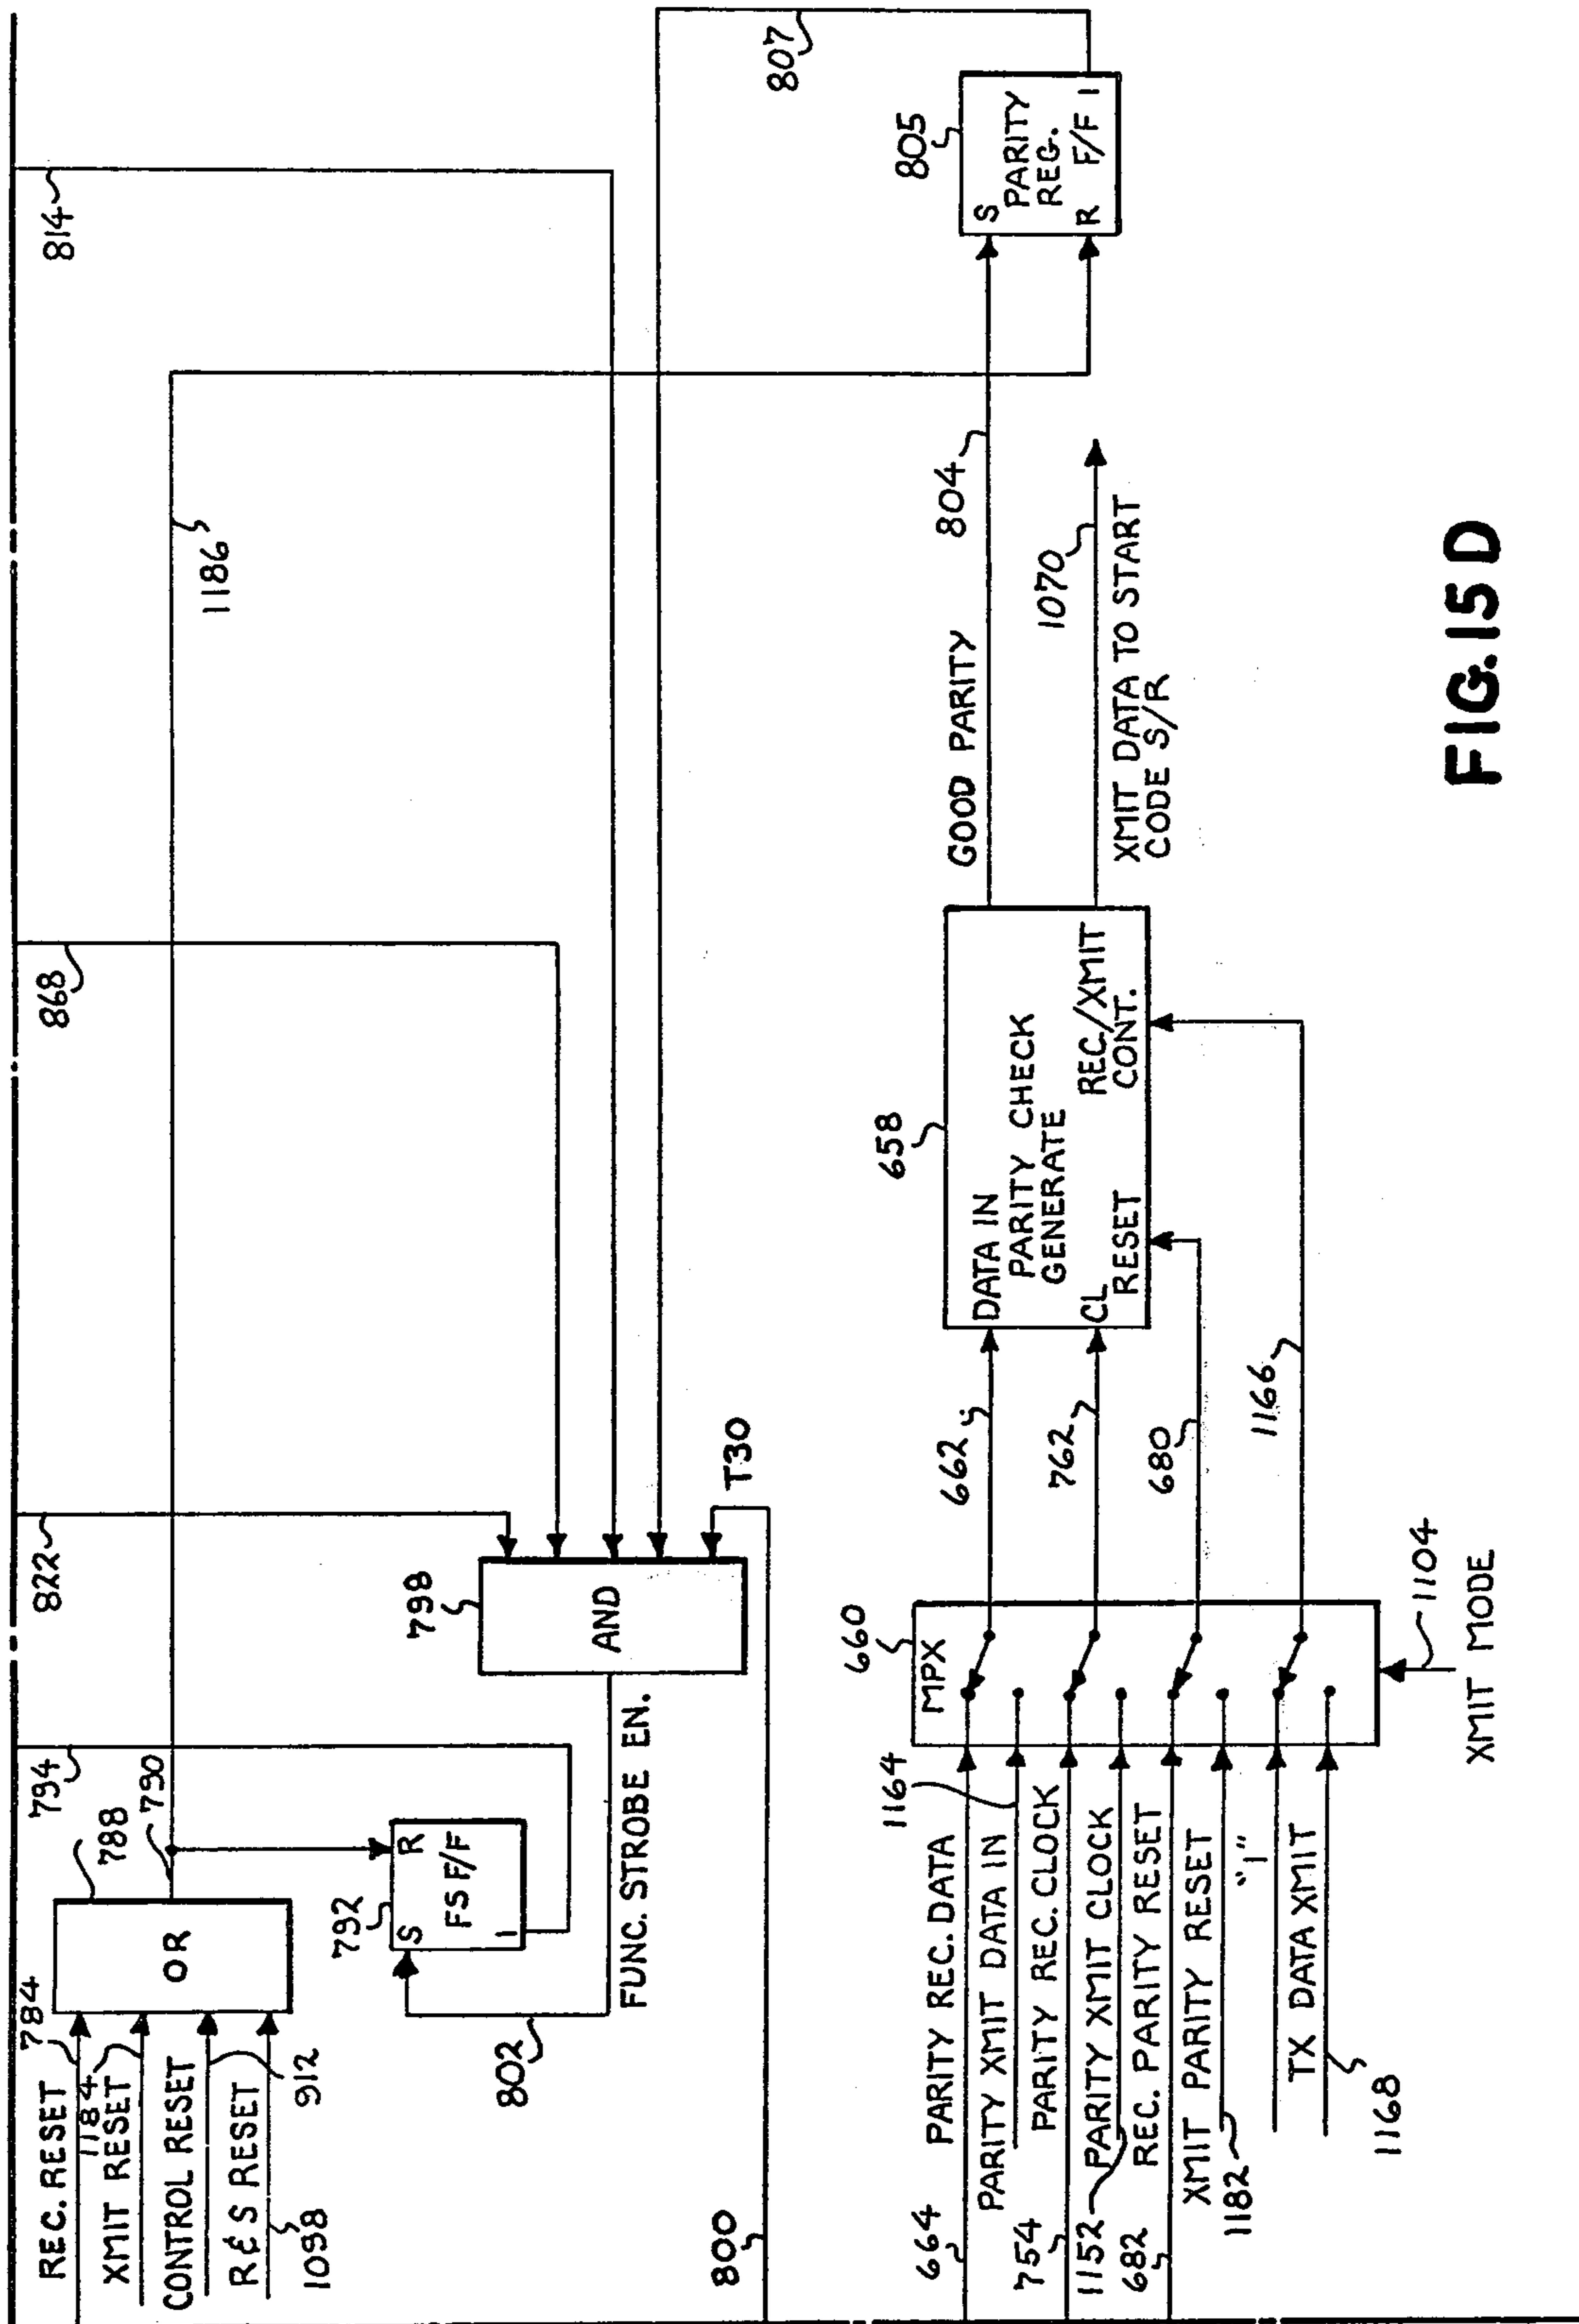 REC. RESET
784
1184
XMIT RESET
CONTROL RESET
R&S RESET
912
1098
OR
788
790
794
792
S
R
FS F/F
1
802
FUNC. STROBE EN.
822
798
AND
T30
800
868
1186
814
807
805
S
PARITY
REG.
R F/F 1
664
PARITY REC. DATA
1164
PARITY XMIT DATA IN
754
PARITY REC. CLOCK
1152
PARITY XMIT CLOCK
682
REC. PARITY RESET
XMIT PARITY RESET
1182
"1"
TX DATA XMIT
1168
660
MPX
1104
XMIT MODE
662
762
680
1166
658
DATA IN
PARITY CHECK
GENERATE
CL
RESET
REC./XMIT
CONT.
GOOD PARITY
804
1070
XMIT DATA TO START
CODE S/R
FIG.15D